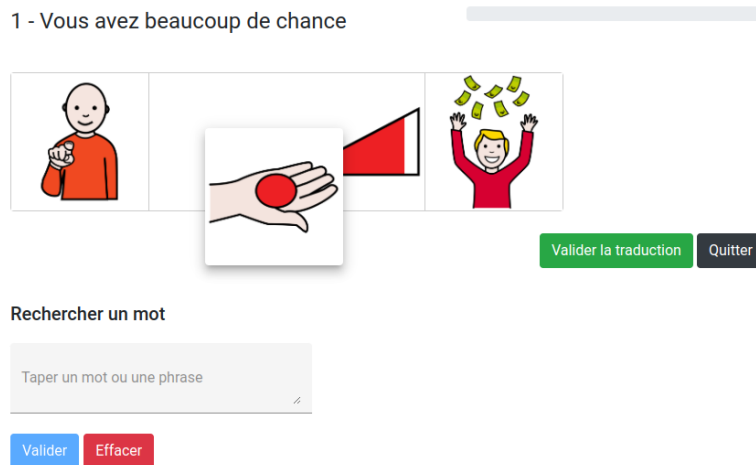 1 - Vous avez beaucoup de chance
Valider la traduction
Quitter
Rechercher un mot
Taper un mot ou une phrase
Valider
Effacer